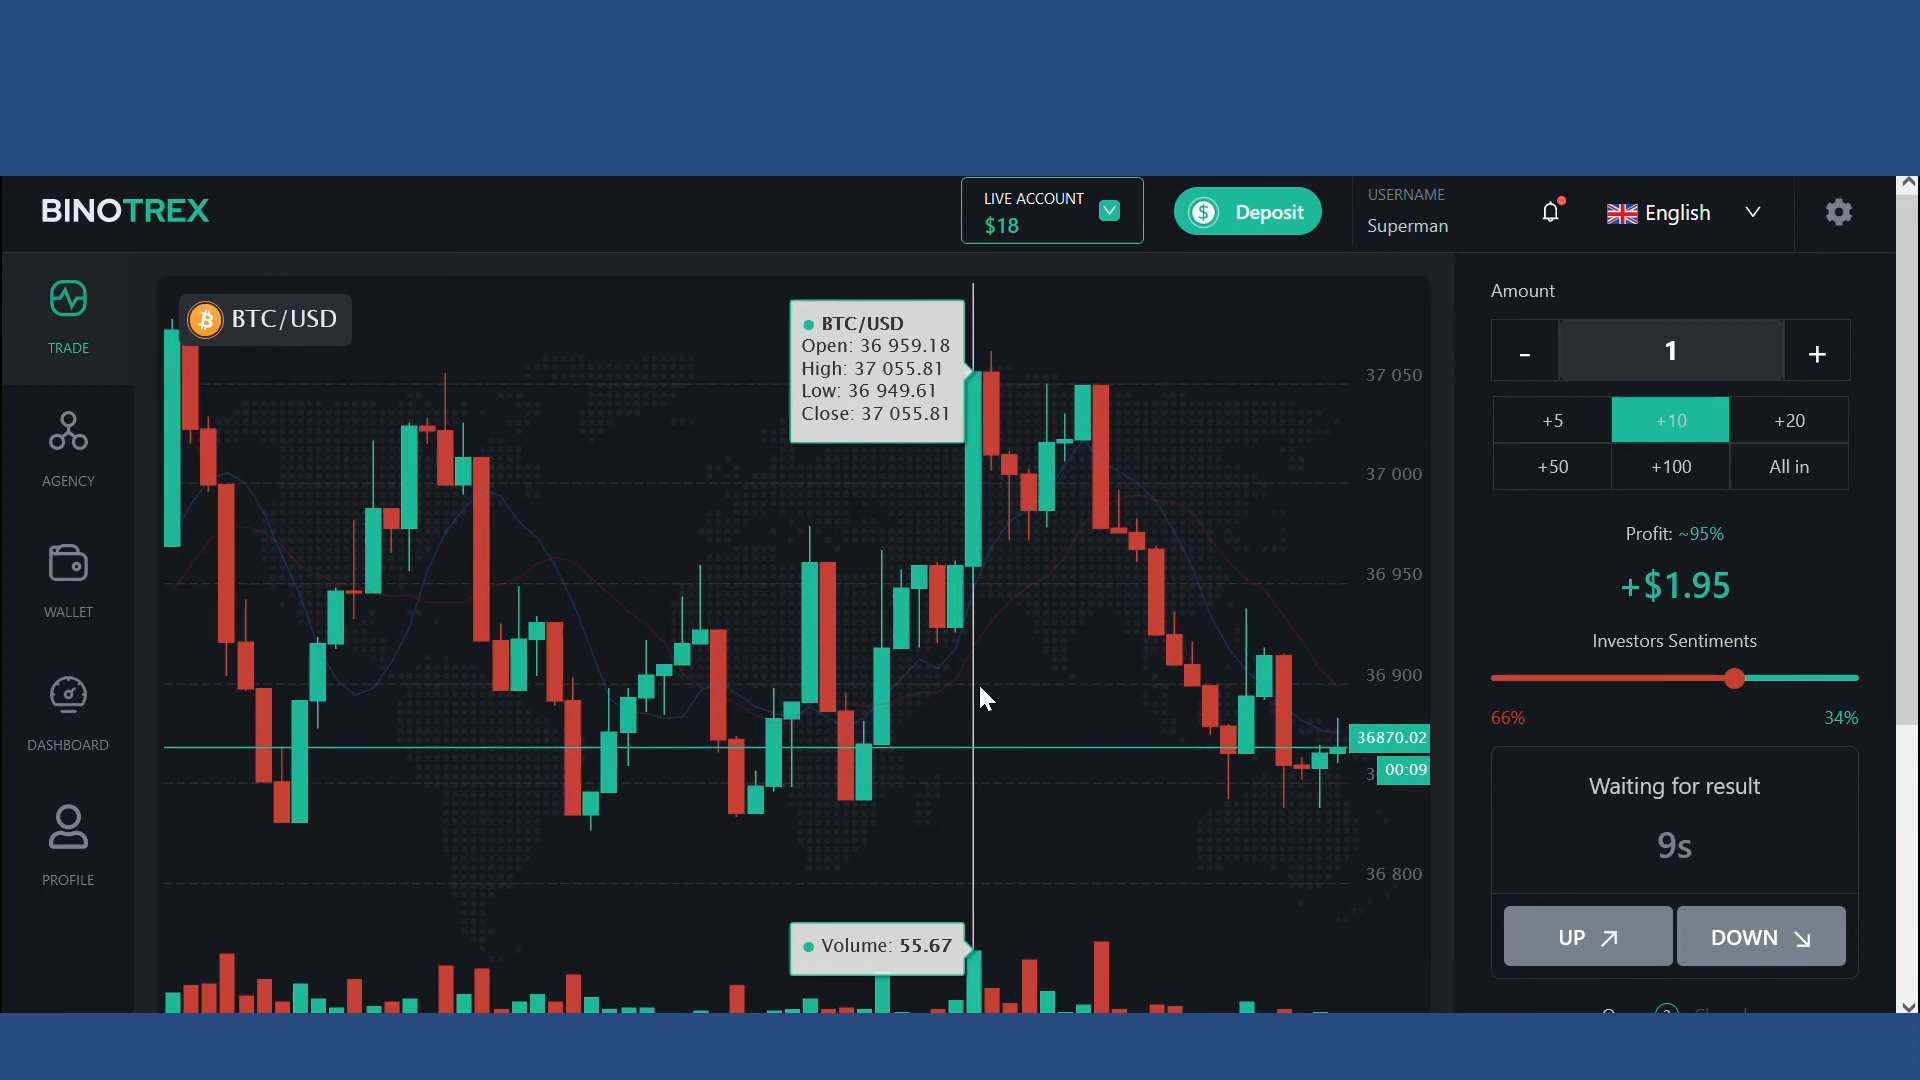 BINOTREX
LIVE ACCOUNT
$18
Deposit
USERNAME
Superman
English
TRADE
AGENCY
WALLET
DASHBOARD
PROFILE
BTC/USD
BTC/USD
Open: 36 959.18
High: 37 055.81
Low: 36 949.61
Close: 37 055.81
37 050
37 000
36 950
36 900
36870.02
00:09
36 800
Volume: 55.67
Amount
- 1 +
+5 +10 +20
+50 +100 All in
Profit: ~95%
+$1.95
Investors Sentiments
66% 34%
Waiting for result
9s
UP DOWN